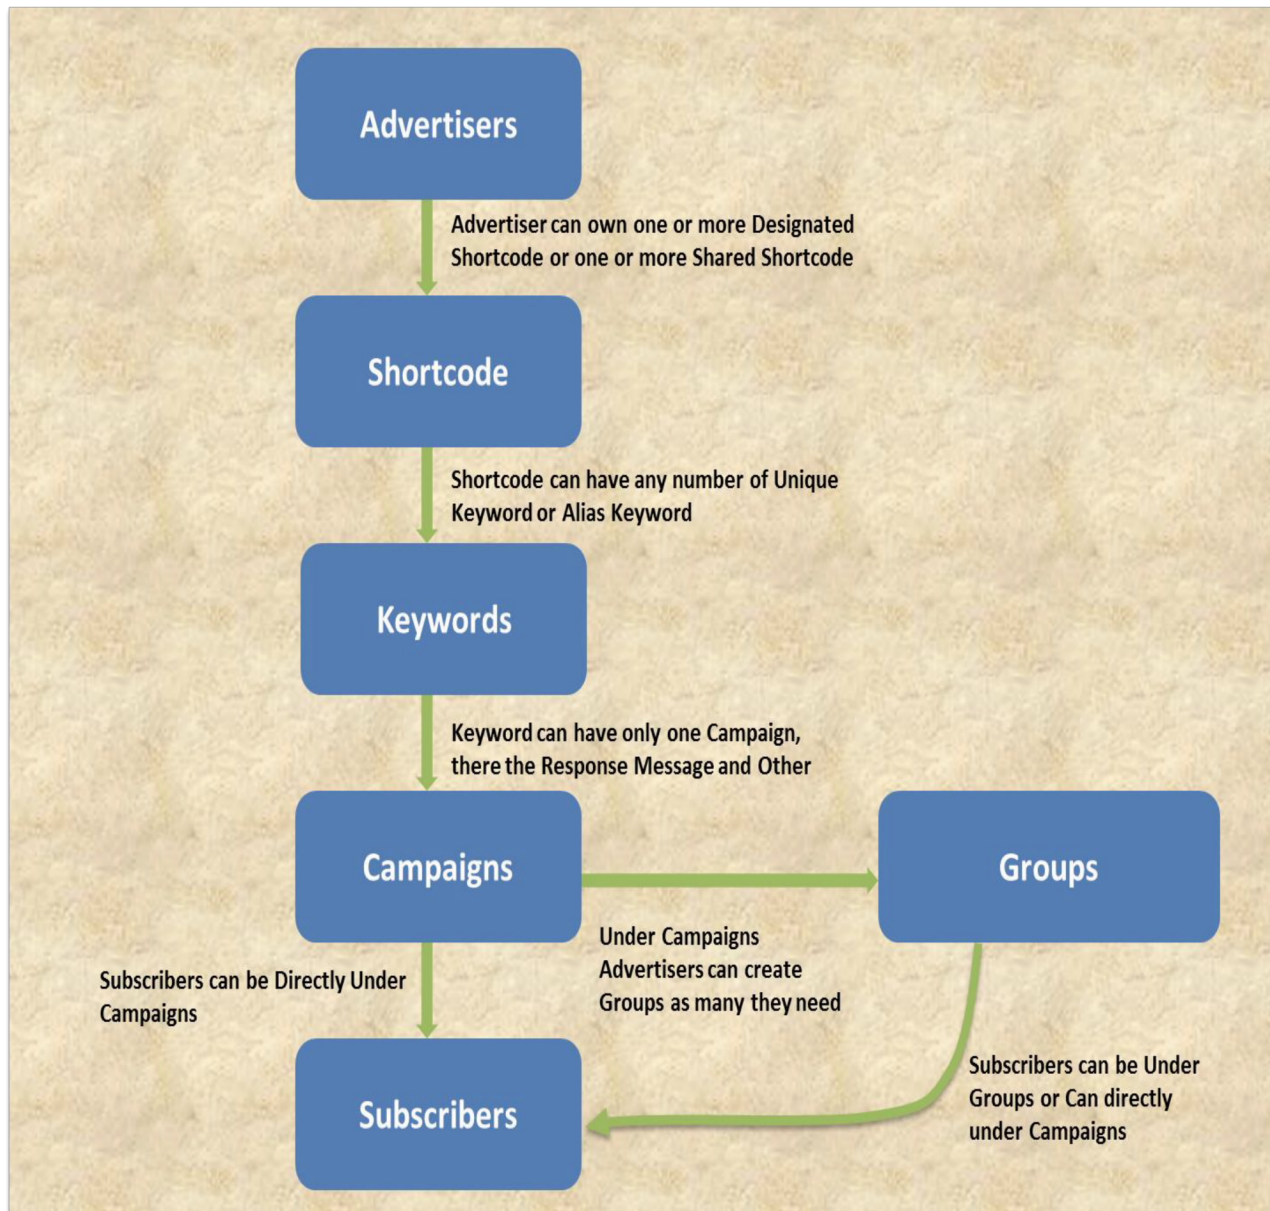 Advertisers
Advertiser can own one or more Designated
Shortcode or one or more Shared Shortcode
Shortcode
Shortcode can have any number of Unique
Keyword or Alias Keyword
Keywords
Keyword can have only one Campaign,
there the Response Message and Other
Campaigns
Groups
Under Campaigns
Advertisers can create
Groups as many they need
Subscribers can be Directly Under
Campaigns
Subscribers can be Under
Groups or Can directly
under Campaigns
Subscribers